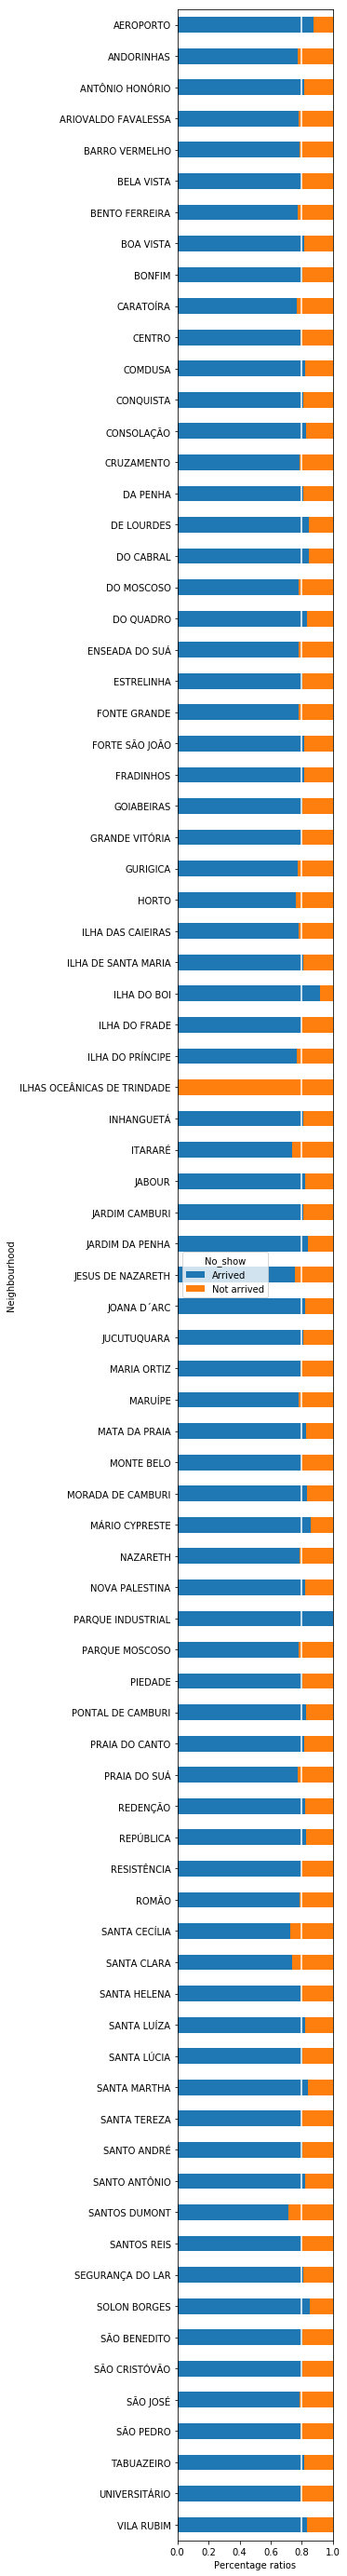 AEROPORTO
ANDORINHAS
ANTÔNIO HONÓRIO
ARIOVALDO FAVALESSA
BARRO VERMELHO
BELA VISTA
BENTO FERREIRA
BOA VISTA
BONFIM
CARATOÍRA
CENTRO
COMDUSA
CONQUISTA
CONSOLAÇÃO
CRUZAMENTO
DA PENHA
DE LOURDES
DO CABRAL
DO MOSCOSO
DO QUADRO
ENSEADA DO SUÁ
ESTRELINHA
FONTE GRANDE
FORTE SÃO JOÃO
FRADINHOS
GOIABEIRAS
GRANDE VITÓRIA
GURIGICA
HORTO
ILHA DAS CAIEIRAS
ILHA DE SANTA MARIA
ILHA DO BOI
ILHA DO FRADE
ILHA DO PRÍNCIPE
ILHAS OCEÂNICAS DE TRINDADE
INHANGUETÁ
ITARARÉ
JABOUR
JARDIM CAMBURI
JARDIM DA PENHA
JESUS DE NAZARETH
JOANA D´ARC
JUCUTUQUARA
MARIA ORTIZ
MARUÍPE
MATA DA PRAIA
MONTE BELO
MORADA DE CAMBURI
MÁRIO CYPRESTE
NAZARETH
NOVA PALESTINA
PARQUE INDUSTRIAL
PARQUE MOSCOSO
PIEDADE
PONTAL DE CAMBURI
PRAIA DO CANTO
PRAIA DO SUÁ
REDENÇÃO
REPÚBLICA
RESISTÊNCIA
ROMÃO
SANTA CECÍLIA
SANTA CLARA
SANTA HELENA
SANTA LUÍZA
SANTA LÚCIA
SANTA MARTHA
SANTA TEREZA
SANTO ANDRÉ
SANTO ANTÔNIO
SANTOS DUMONT
SANTOS REIS
SEGURANÇA DO LAR
SOLON BORGES
SÃO BENEDITO
SÃO CRISTÓVÃO
SÃO JOSÉ
SÃO PEDRO
TABUAZEIRO
UNIVERSITÁRIO
VILA RUBIM
Neighbourhood
No_show
Arrived
Not arrived
0.0 0.2 0.4 0.6 0.8 1.0
Percentage ratios